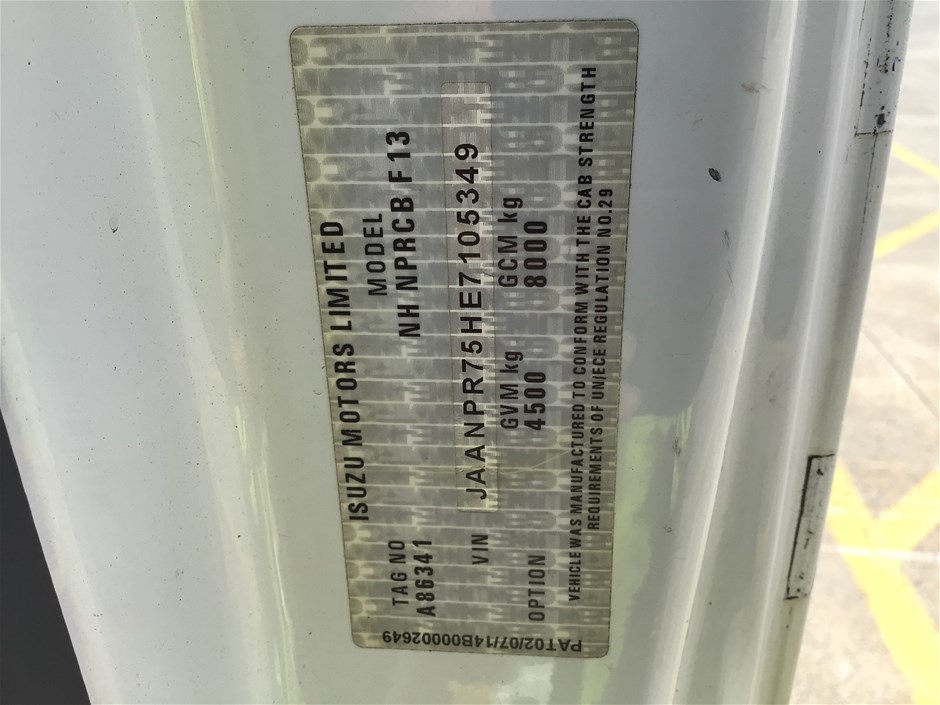 ISUZU MOTORS LIMITED
TAG NO
A86341
MODEL
NH NPRCB F13
VIN
JAANPR75HE7105349
GVM kg
4500
GCM kg
8000
OPTION
VEHICLE WAS MANUFACTURED TO CONFORM WITH THE CAB STRENGTH
REQUIREMENTS OF UN/ECE REGULATION NO.29
PAT02/07/14B00002649